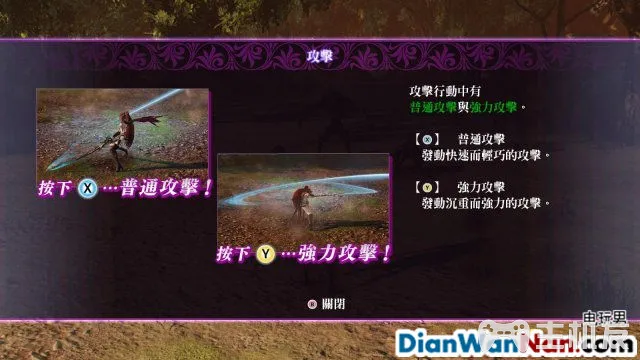 攻擊
攻擊行動中有
普通攻擊與強力攻擊。
【X】 普通攻擊
發動快速而輕巧的攻擊。
【Y】 強力攻擊
發動沉重而強力的攻擊。
按下 X …普通攻擊!
按下 Y …強力攻擊!
關閉
电玩男
DianWanNan.com